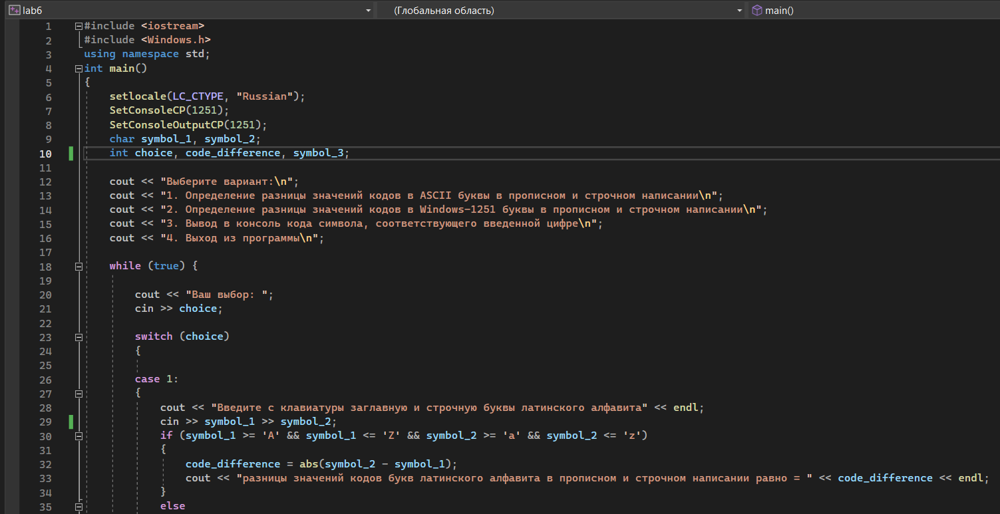 lab6 (Глобальная область) main()
1 #include <iostream>
2 #include <Windows.h>
3 using namespace std;
4 int main()
5 {
6 setlocale(LC_CTYPE, "Russian");
7 SetConsoleCP(1251);
8 SetConsoleOutputCP(1251);
9 char symbol_1, symbol_2;
10 int choice, code_difference, symbol_3;
11
12 cout << "Выберите вариант:\n";
13 cout << "1. Определение разницы значений кодов в ASCII буквы в прописном и строчном написании\n";
14 cout << "2. Определение разницы значений кодов в Windows-1251 буквы в прописном и строчном написании\n";
15 cout << "3. Вывод в консоль кода символа, соответствующего введенной цифре\n";
16 cout << "4. Выход из программы\n";
17
18 while (true) {
19
20 cout << "Ваш выбор: ";
21 cin >> choice;
22
23 switch (choice)
24 {
25
26 case 1:
27 {
28 cout << "Введите с клавиатуры заглавную и строчную буквы латинского алфавита" << endl;
29 cin >> symbol_1 >> symbol_2;
30 if (symbol_1 >= 'A' && symbol_1 <= 'Z' && symbol_2 >= 'a' && symbol_2 <= 'z')
31 {
32 code_difference = abs(symbol_2 - symbol_1);
33 cout << "разницы значений кодов букв латинского алфавита в прописном и строчном написании равно = " << code_difference << endl;
34 }
35 else